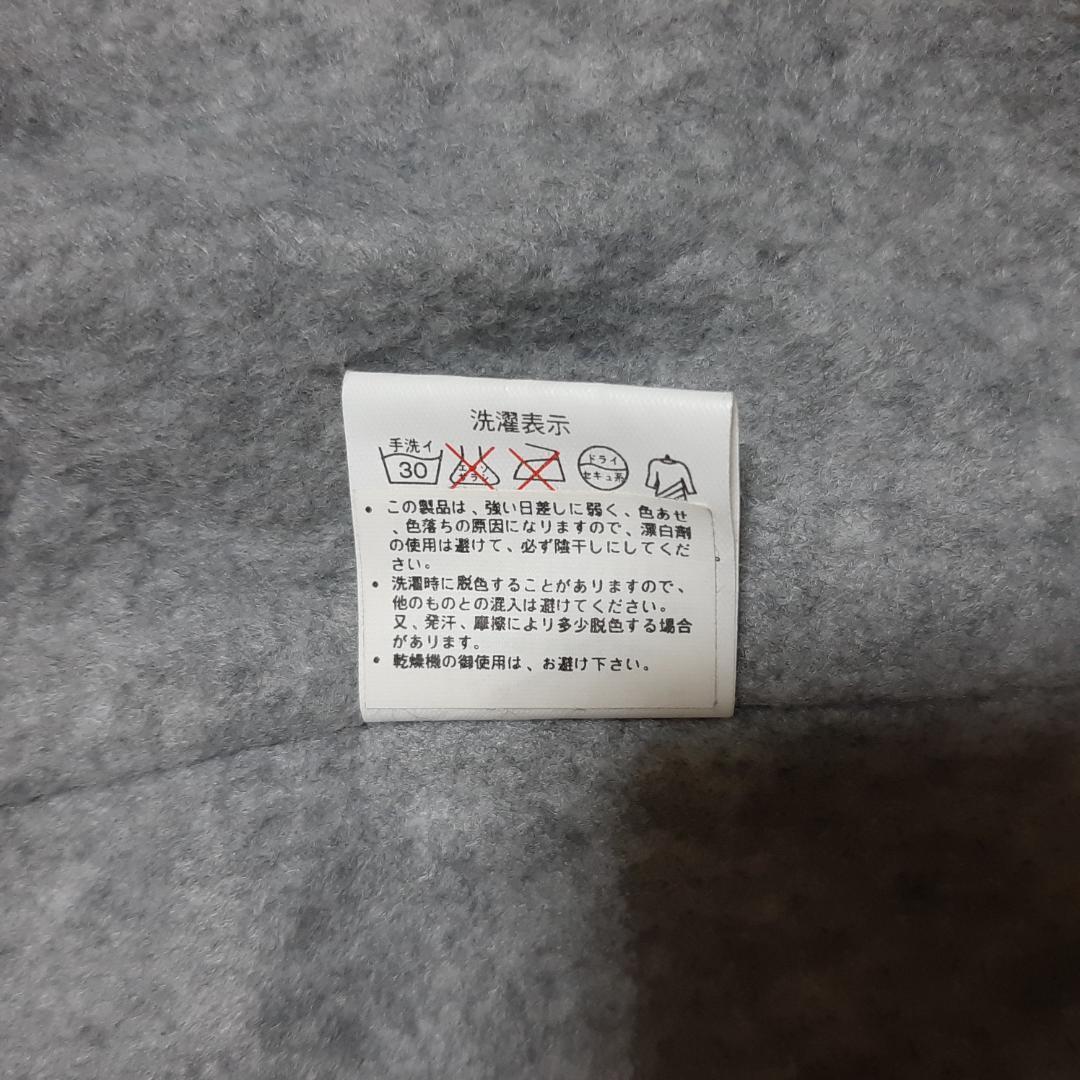 洗濯表示
手洗イ
30
エンソ
サラシ
ドライ
セキユ系
• この製品は、強い日差しに弱く、色あせ
、色落ちの原因になりますので、漂白剤
の使用は避けて、必ず陰干しにしてくだ
さい。
• 洗濯時に脱色することがありますので、
他のものとの混入は避けてください。
又、発汗、摩擦により多少脱色する場合
があります。
• 乾燥機の御使用は、お避け下さい。